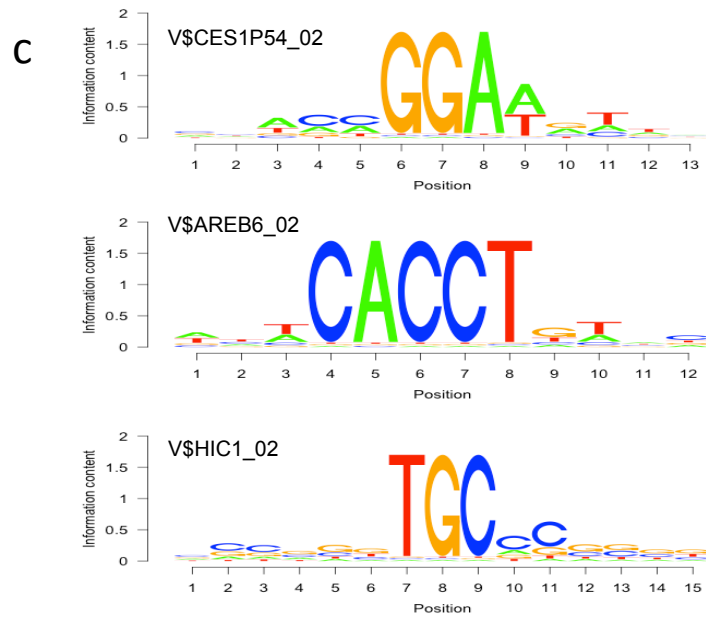 C
V$CES1P54_02
Information content
2
1.5
1
0.5
0
GGA
1 2 3 4 5 6 7 8 9 10 11 12 13
Position
V$AREB6_02
Information content
2
1.5
1
0.5
0
CACCT
1 2 3 4 5 6 7 8 9 10 11 12
Position
V$HIC1_02
Information content
2
1.5
1
0.5
0
TGC
1 2 3 4 5 6 7 8 9 10 11 12 13 14 15
Position